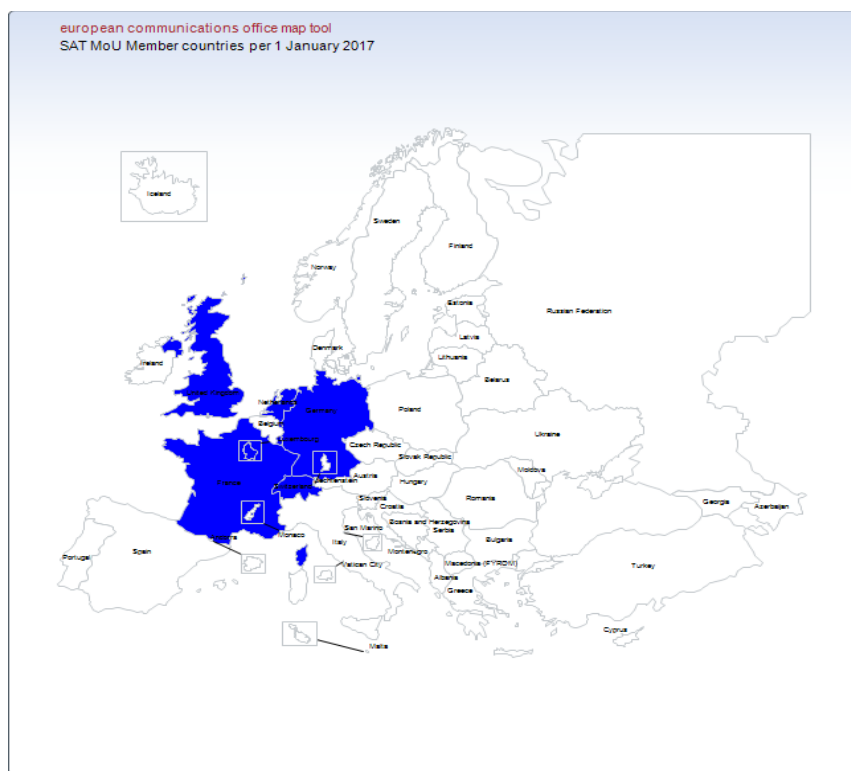 european communications office map tool
SAT MoU Member countries per 1 January 2017
Iceland
Sweden
Finland
Norway
Estonia
Russian Federation
Latvia
Denmark
Lithuania
Ireland
Belarus
United Kingdom
Netherlands
Germany
Poland
Belgium
Ukraine
Luxembourg
Czech Republic
Slovak Republic
Moldova
Austria
Liechtenstein
France
Switzerland
Hungary
Slovenia
Romania
Georgia
Croatia
Azerbaijan
Bosnia and Herzegovina
San Marino
Serbia
Monaco
Andorra
Italy
Bulgaria
Spain
Portugal
Montenegro
Vatican City
Macedonia (FYROM)
Turkey
Albania
Greece
Cyprus
Malta